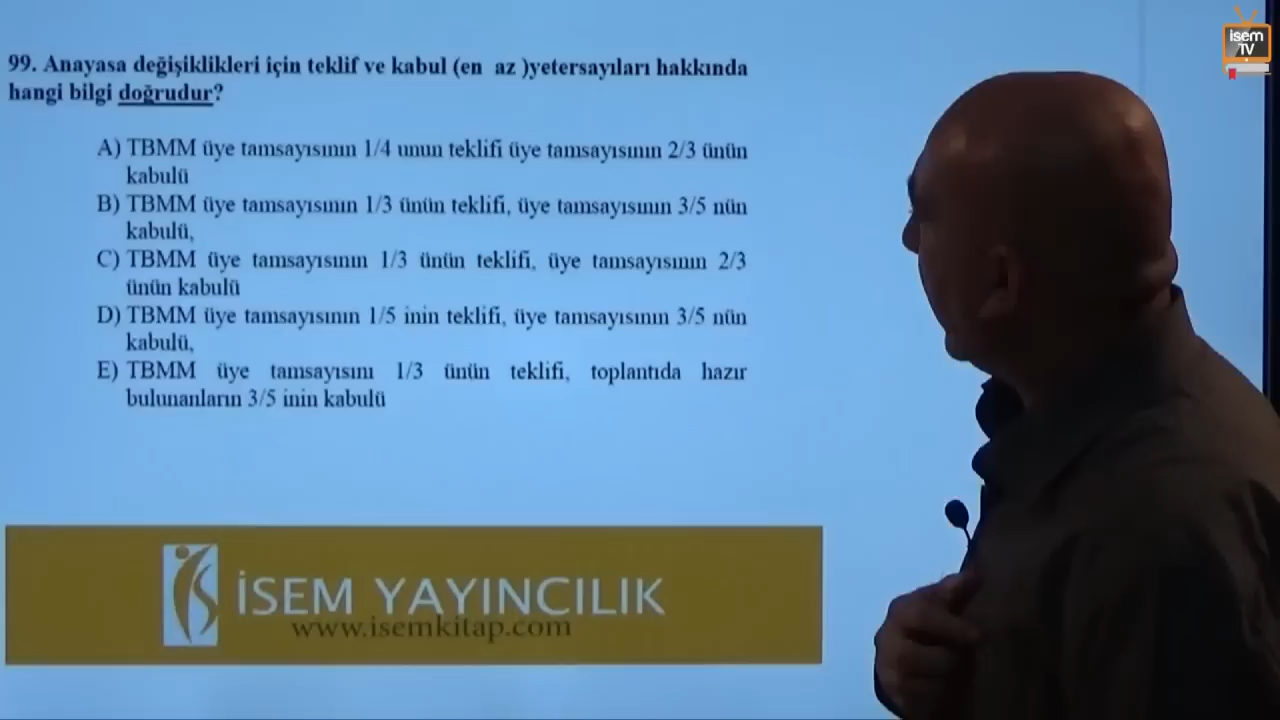 isem
TV
99. Anayasa değişiklikleri için teklif ve kabul (en az )yetersayıları hakkında
hangi bilgi doğrudur?
A) TBMM üye tamsayısının 1/4 unun teklifi üye tamsayısının 2/3 ünün
kabulü
B) TBMM üye tamsayısının 1/3 ünün teklifi, üye tamsayısının 3/5 nün
kabulü,
C) TBMM üye tamsayısının 1/3 ünün teklifi, üye tamsayısının 2/3
ünün kabulü
D) TBMM üye tamsayısının 1/5 inin teklifi, üye tamsayısının 3/5 nün
kabulü,
E) TBMM üye tamsayısını 1/3 ünün teklifi, toplantıda hazır
bulunanların 3/5 inin kabulü
İSEM YAYINCILIK
www.isemkitap.com